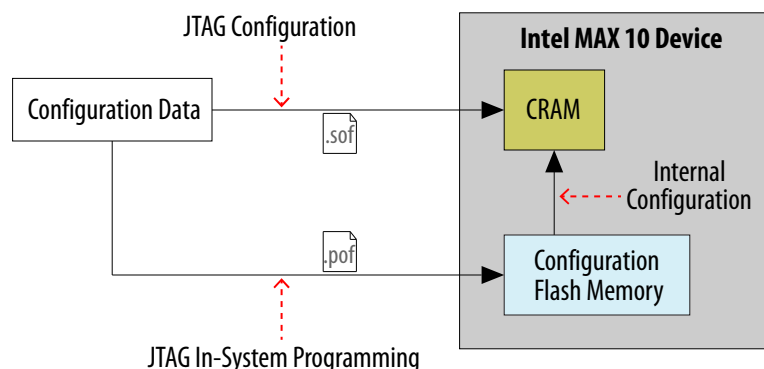 JTAG Configuration
Intel MAX 10 Device
Configuration Data
CRAM
.sof
Internal
Configuration
.pof
Configuration
Flash Memory
JTAG In-System Programming